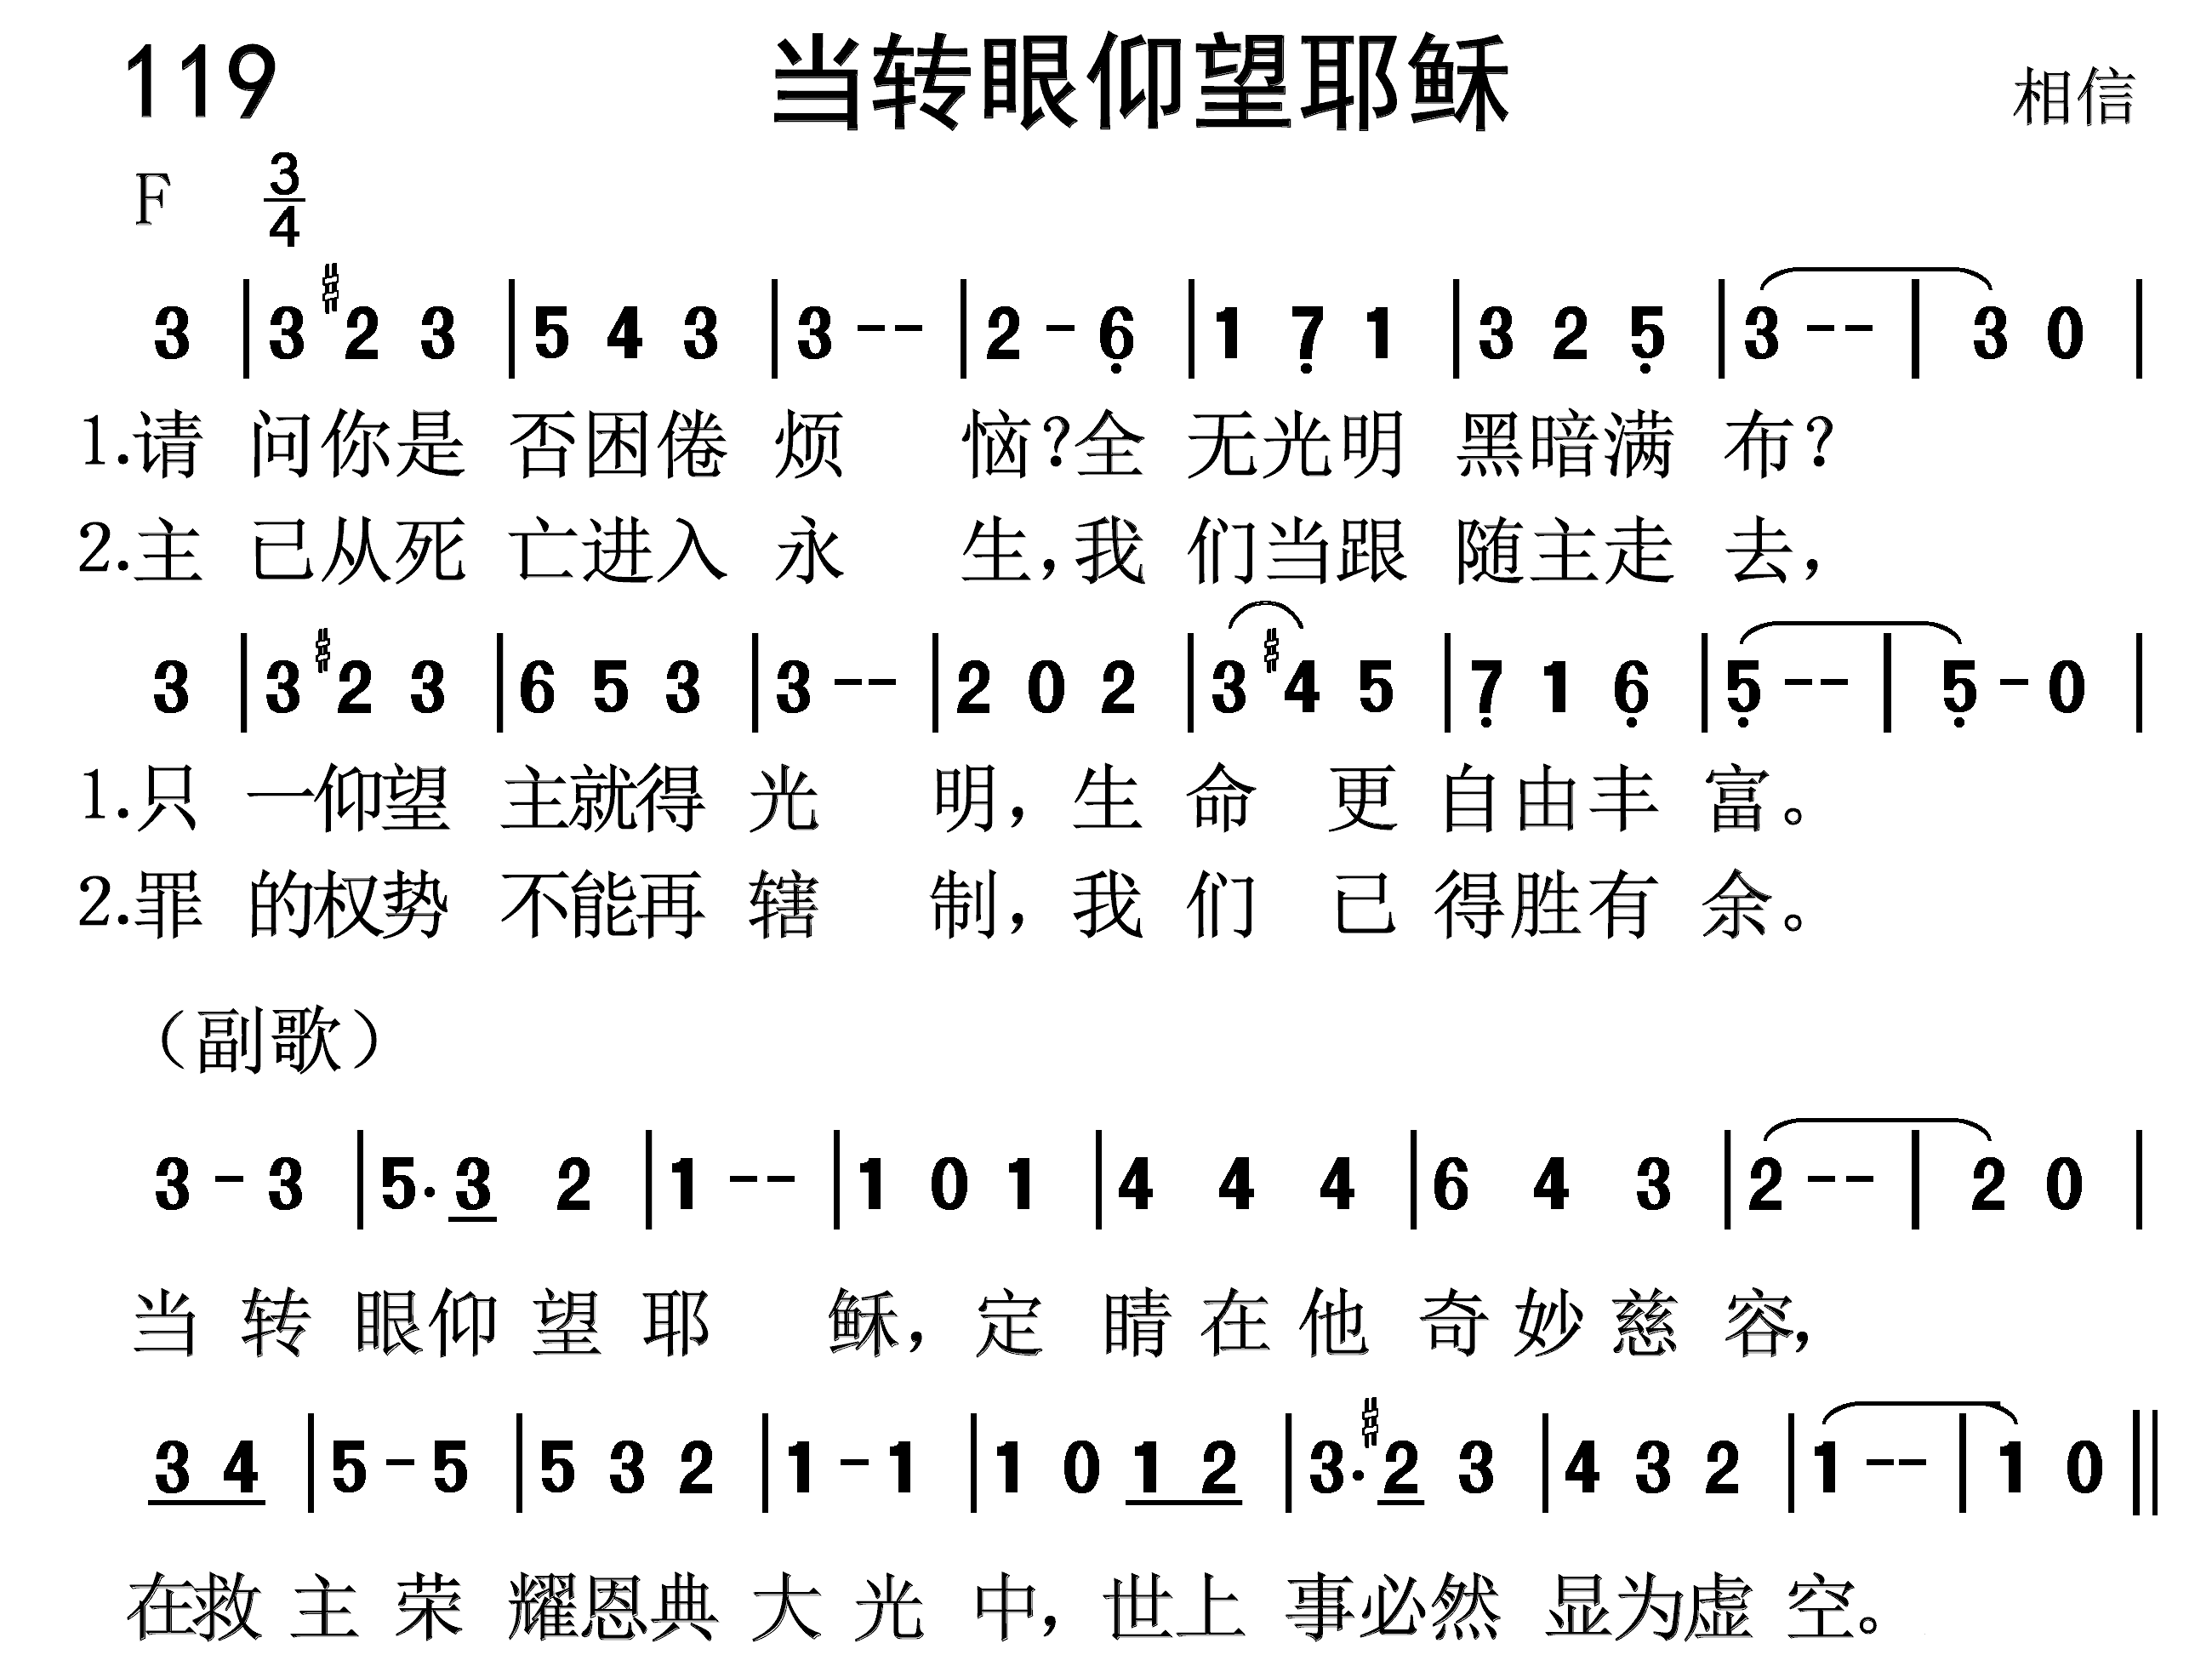 119 当转眼仰望耶稣 相信
F 3/4
3 | 3 #2 3 | 5 4 3 | 3 - - | 2 - 6̣ | 1 7̣ 1 | 3 2 5̣ | 3 - - | 3 0 |
1.请 问你是 否困倦 烦 恼?全 无光明 黑暗满 布?
2.主 已从死 亡进入 永 生,我 们当跟 随主走 去,
3 | 3 #2 3 | 6 5 3 | 3 - - | 2 0 2 | 3 #4 5 | 7̣ 1 6̣ | 5̣ - - | 5̣ - 0 |
1.只 一仰望 主就得 光 明,生 命 更 自由丰 富。
2.罪 的权势 不能再 辖 制,我 们 已 得胜有 余。
（副歌）
3 - 3 | 5. 3 2 | 1 - - | 1 0 1 | 4 4 4 | 6 4 3 | 2 - - | 2 0 |
当 转 眼仰 望 耶 稣,定 睛 在 他 奇 妙 慈 容,
3 4 | 5 - 5 | 5 3 2 | 1 - 1 | 1 0 1 2 | 3. #2 3 | 4 3 2 | 1 - - | 1 0 ||
在救 主 荣 耀恩典 大 光 中,世上 事必然 显为虚 空。